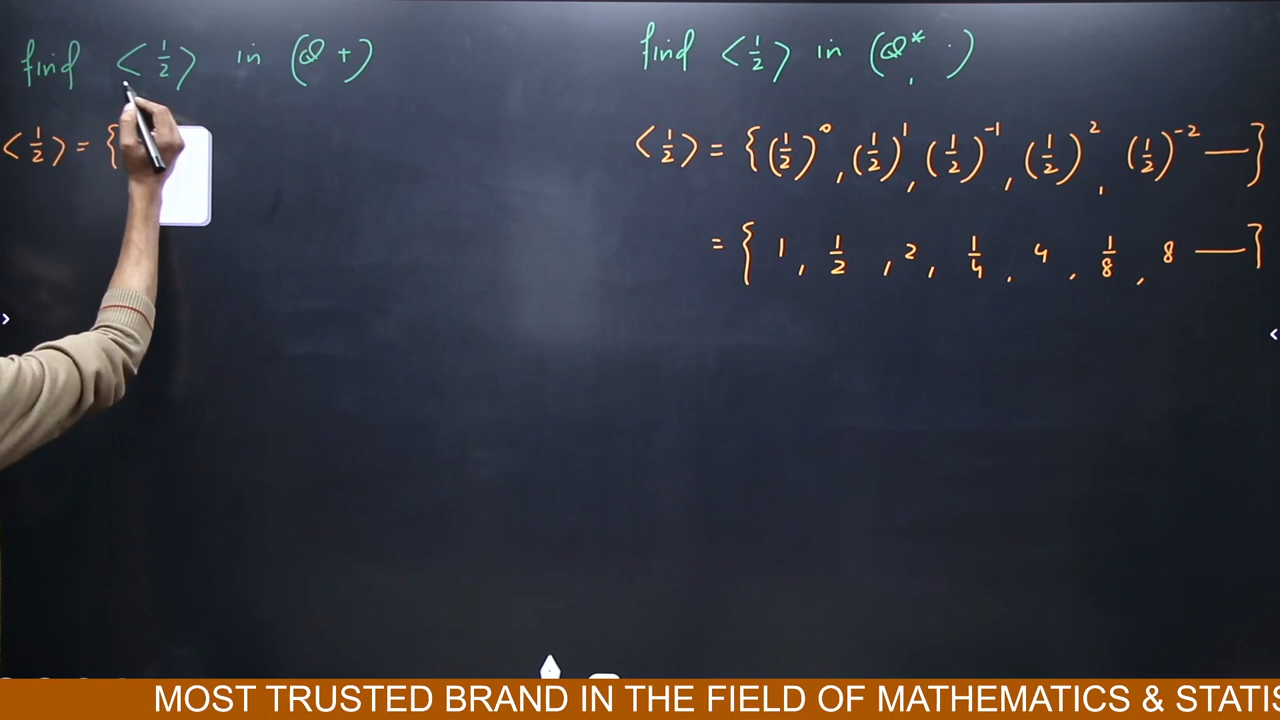 find < 1/2 > in (Q +)
< 1/2 > = {
find < 1/2 > in (Q*, ·)
< 1/2 > = { (1/2)^0, (1/2)^1, (1/2)^-1, (1/2)^2, (1/2)^-2 — }
= { 1, 1/2, 2, 1/4, 4, 1/8, 8 — }
MOST TRUSTED BRAND IN THE FIELD OF MATHEMATICS & STATIS